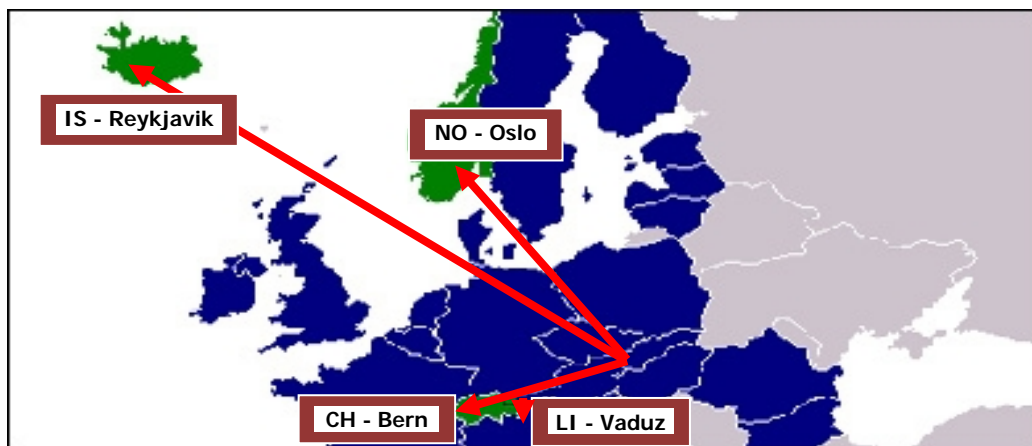 IS - Reykjavik
NO - Oslo
CH - Bern
LI - Vaduz